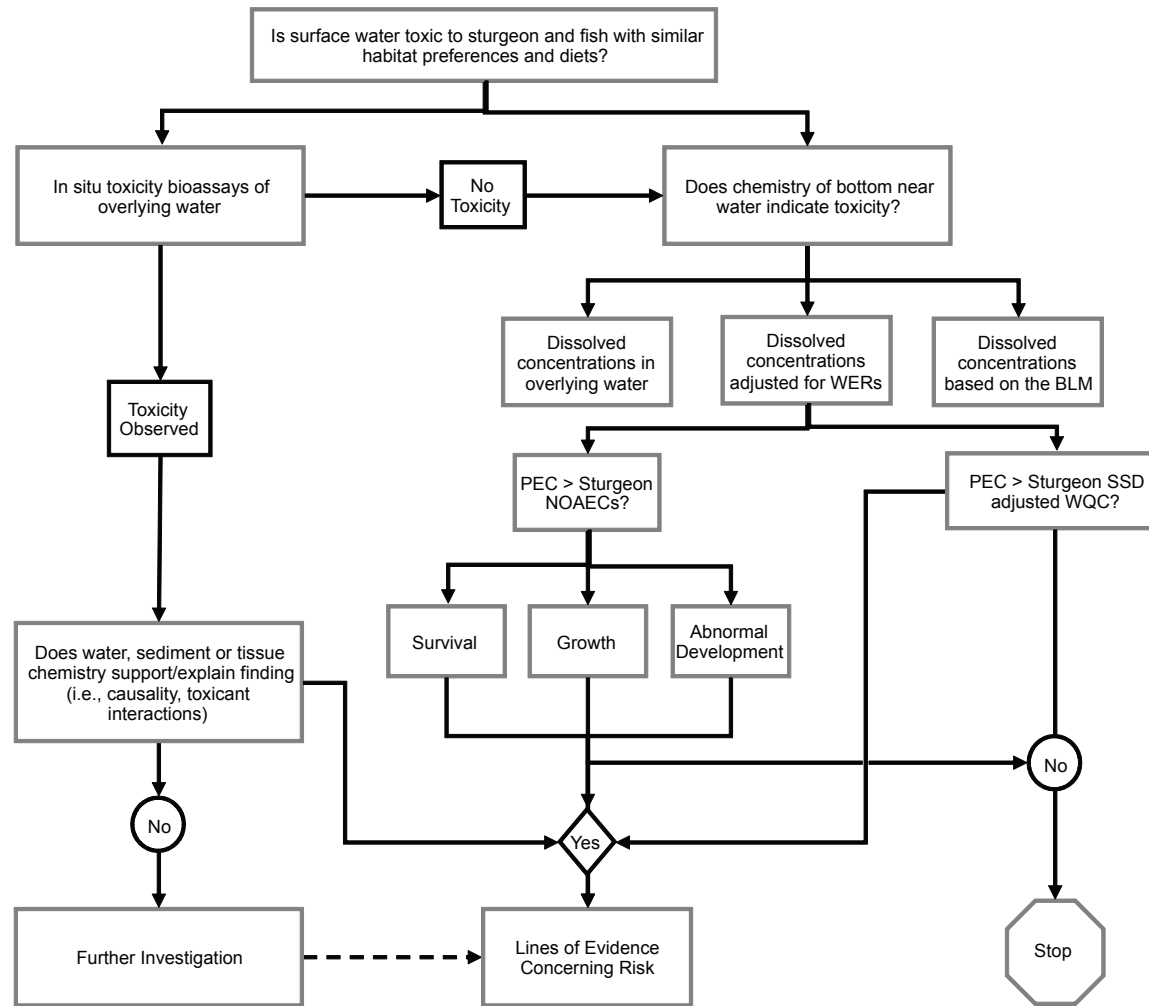 Is surface water toxic to sturgeon and fish with similar
habitat preferences and diets?
In situ toxicity bioassays of
overlying water
No
Toxicity
Does chemistry of bottom near
water indicate toxicity?
Dissolved
concentrations in
overlying water
Dissolved
concentrations
adjusted for WERs
Dissolved
concentrations
based on the BLM
Toxicity
Observed
PEC > Sturgeon
NOAECs?
PEC > Sturgeon SSD
adjusted WQC?
Survival
Growth
Abnormal
Development
Does water, sediment or tissue
chemistry support/explain finding
(i.e., causality, toxicant
interactions)
No
No
Yes
Further Investigation
Lines of Evidence
Concerning Risk
Stop